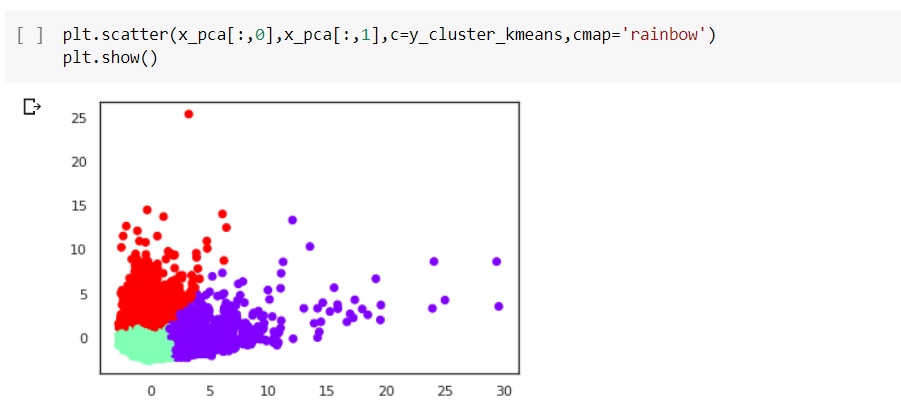 [ ] plt.scatter(x_pca[:,0],x_pca[:,1],c=y_cluster_kmeans,cmap='rainbow')
plt.show()
25
20
15
10
5
0
0 5 10 15 20 25 30